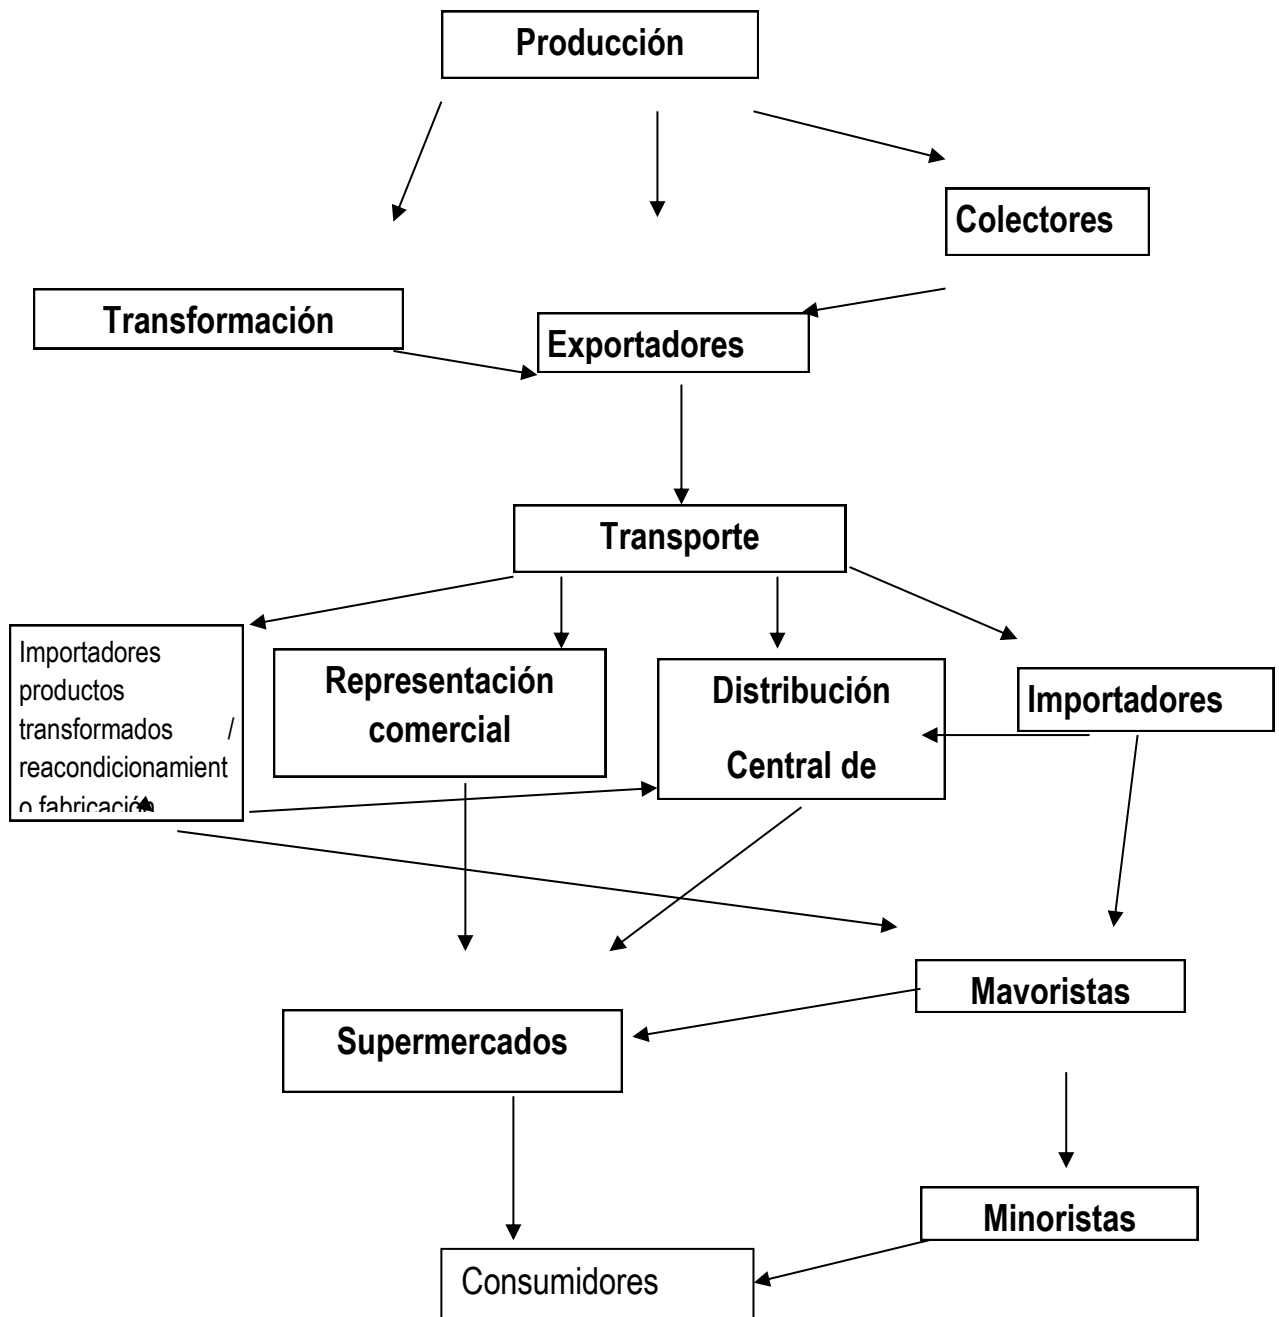 Producción
Colectores
Transformación
Exportadores
Transporte
Importadores
productos
transformados /
reacondicionamient
o fabricación
Representación
comercial
Distribución
Central de
Importadores
Mavoristas
Supermercados
Minoristas
Consumidores